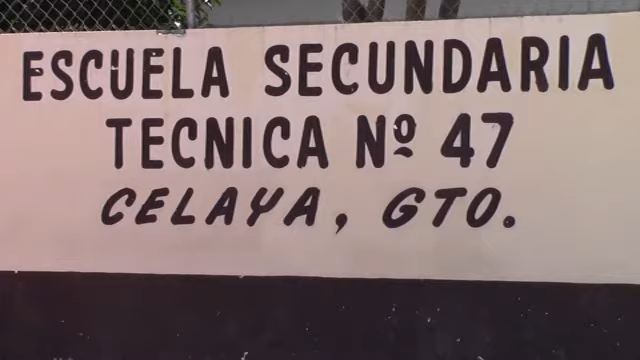 ESCUELA SECUNDARIA
TECNICA Nº 47
CELAYA, GTO.